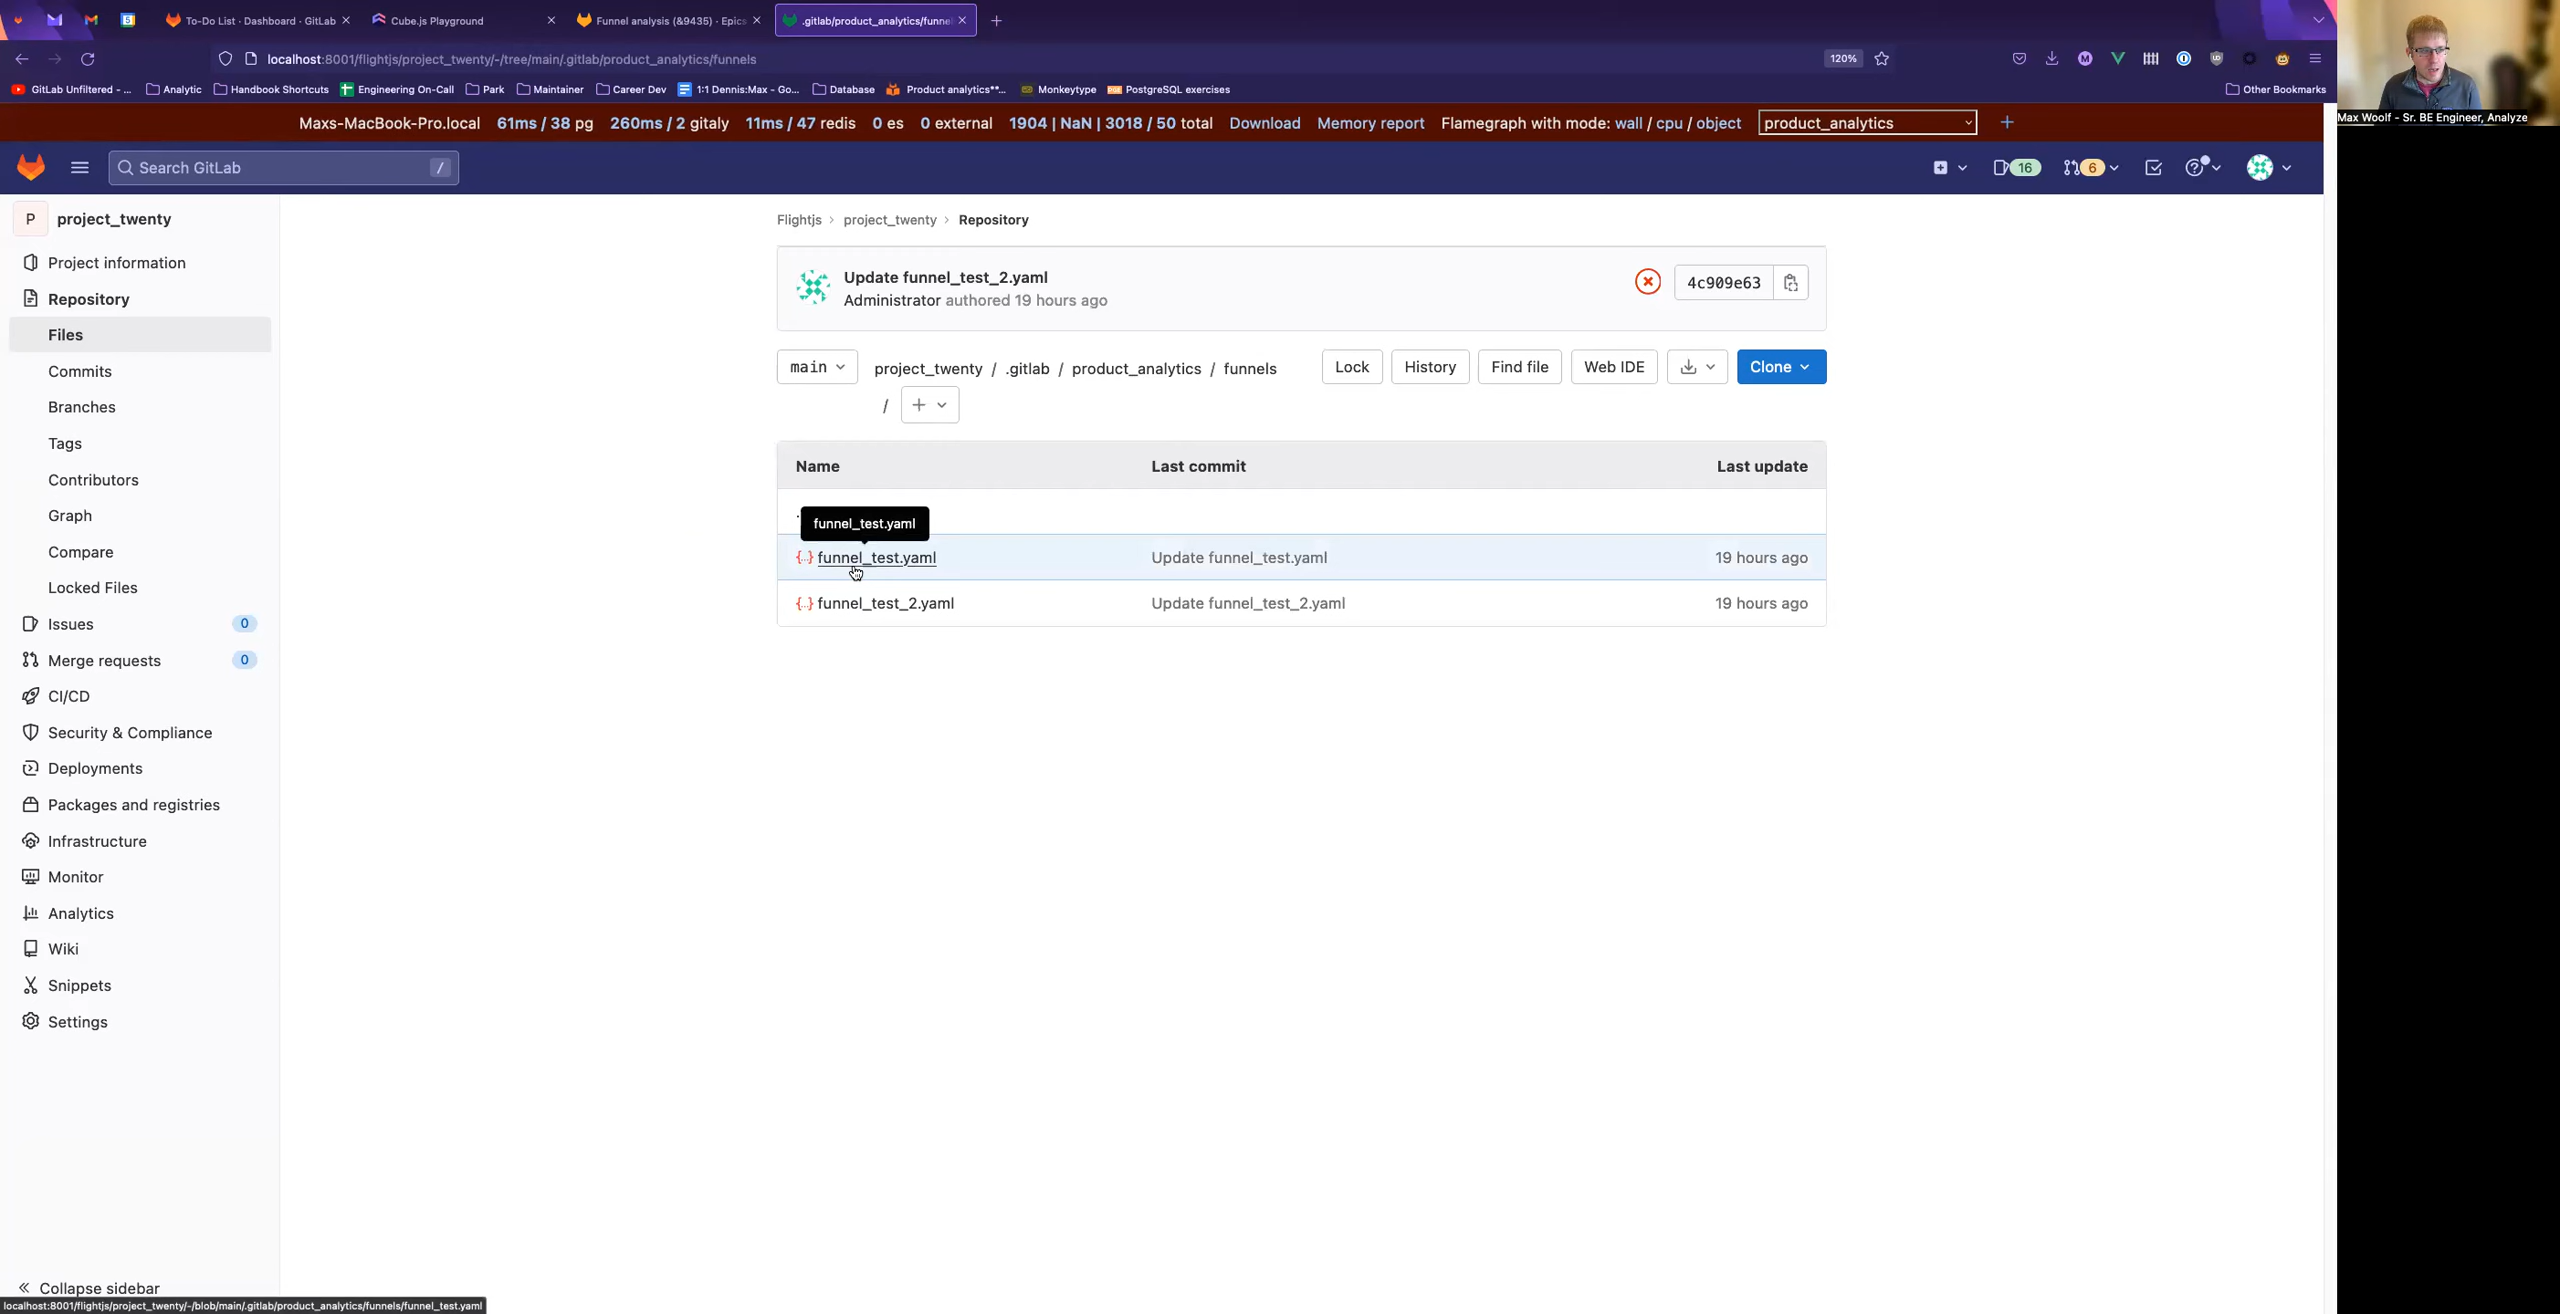 To-Do List · Dashboard · GitLab
Cube.js Playground
Funnel analysis (&9435) · Epics
.gitlab/product_analytics/funnel
localhost:8001/flightjs/project_twenty/-/tree/main/.gitlab/product_analytics/funnels
120%
GitLab Unfiltered - ...
Analytic
Handbook Shortcuts
Engineering On-Call
Park
Maintainer
Career Dev
1:1 Dennis:Max - Go...
Database
Product analytics**...
Monkeytype
PostgreSQL exercises
Other Bookmarks
Max Woolf - Sr. BE Engineer, Analyze
Maxs-MacBook-Pro.local 61ms / 38 pg 260ms / 2 gitaly 11ms / 47 redis 0 es 0 external 1904 | NaN | 3018 / 50 total Download Memory report Flamegraph with mode: wall / cpu / object product_analytics +
Search GitLab /
16
6
P project_twenty
Project information
Repository
Files
Commits
Branches
Tags
Contributors
Graph
Compare
Locked Files
Issues 0
Merge requests 0
CI/CD
Security & Compliance
Deployments
Packages and registries
Infrastructure
Monitor
Analytics
Wiki
Snippets
Settings
Collapse sidebar
Flightjs > project_twenty > Repository
Update funnel_test_2.yaml
Administrator authored 19 hours ago
4c909e63
main
project_twenty / .gitlab / product_analytics / funnels
/ +
Lock
History
Find file
Web IDE
Clone
Name Last commit Last update
funnel_test.yaml
funnel_test.yaml Update funnel_test.yaml 19 hours ago
funnel_test_2.yaml Update funnel_test_2.yaml 19 hours ago
localhost:8001/flightjs/project_twenty/-/blob/main/.gitlab/product_analytics/funnels/funnel_test.yaml